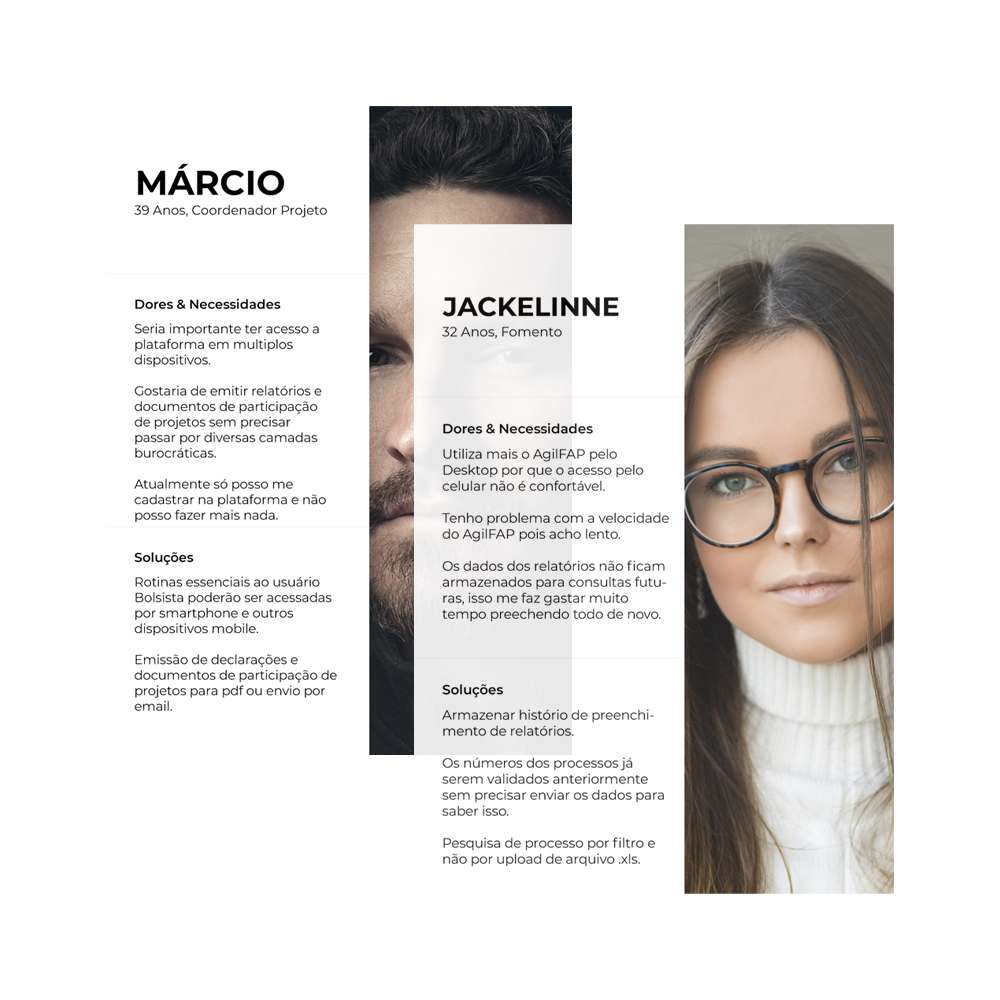 MÁRCIO
39 Anos, Coordenador Projeto
Dores & Necessidades
Seria importante ter acesso a
plataforma em multiplos
dispositivos.
Gostaria de emitir relatórios e
documentos de participação
de projetos sem precisar
passar por diversas camadas
burocráticas.
Atualmente só posso me
cadastrar na plataforma e não
posso fazer mais nada.
Soluções
Rotinas essenciais ao usuário
Bolsista poderão ser acessadas
por smartphone e outros
dispositivos mobile.
Emissão de declarações e
documentos de participação de
projetos para pdf ou envio por
email.
JACKELINNE
32 Anos, Fomento
Dores & Necessidades
Utiliza mais o AgilFAP pelo
Desktop por que o acesso pelo
celular não é confortável.
Tenho problema com a velocidade
do AgilFAP pois acho lento.
Os dados dos relatórios não ficam
armazenados para consultas futu-
ras, isso me faz gastar muito
tempo preechendo todo de novo.
Soluções
Armazenar histório de preenchi-
mento de relatórios.
Os números dos processos já
serem validados anteriormente
sem precisar enviar os dados para
saber isso.
Pesquisa de processo por filtro e
não por upload de arquivo .xls.